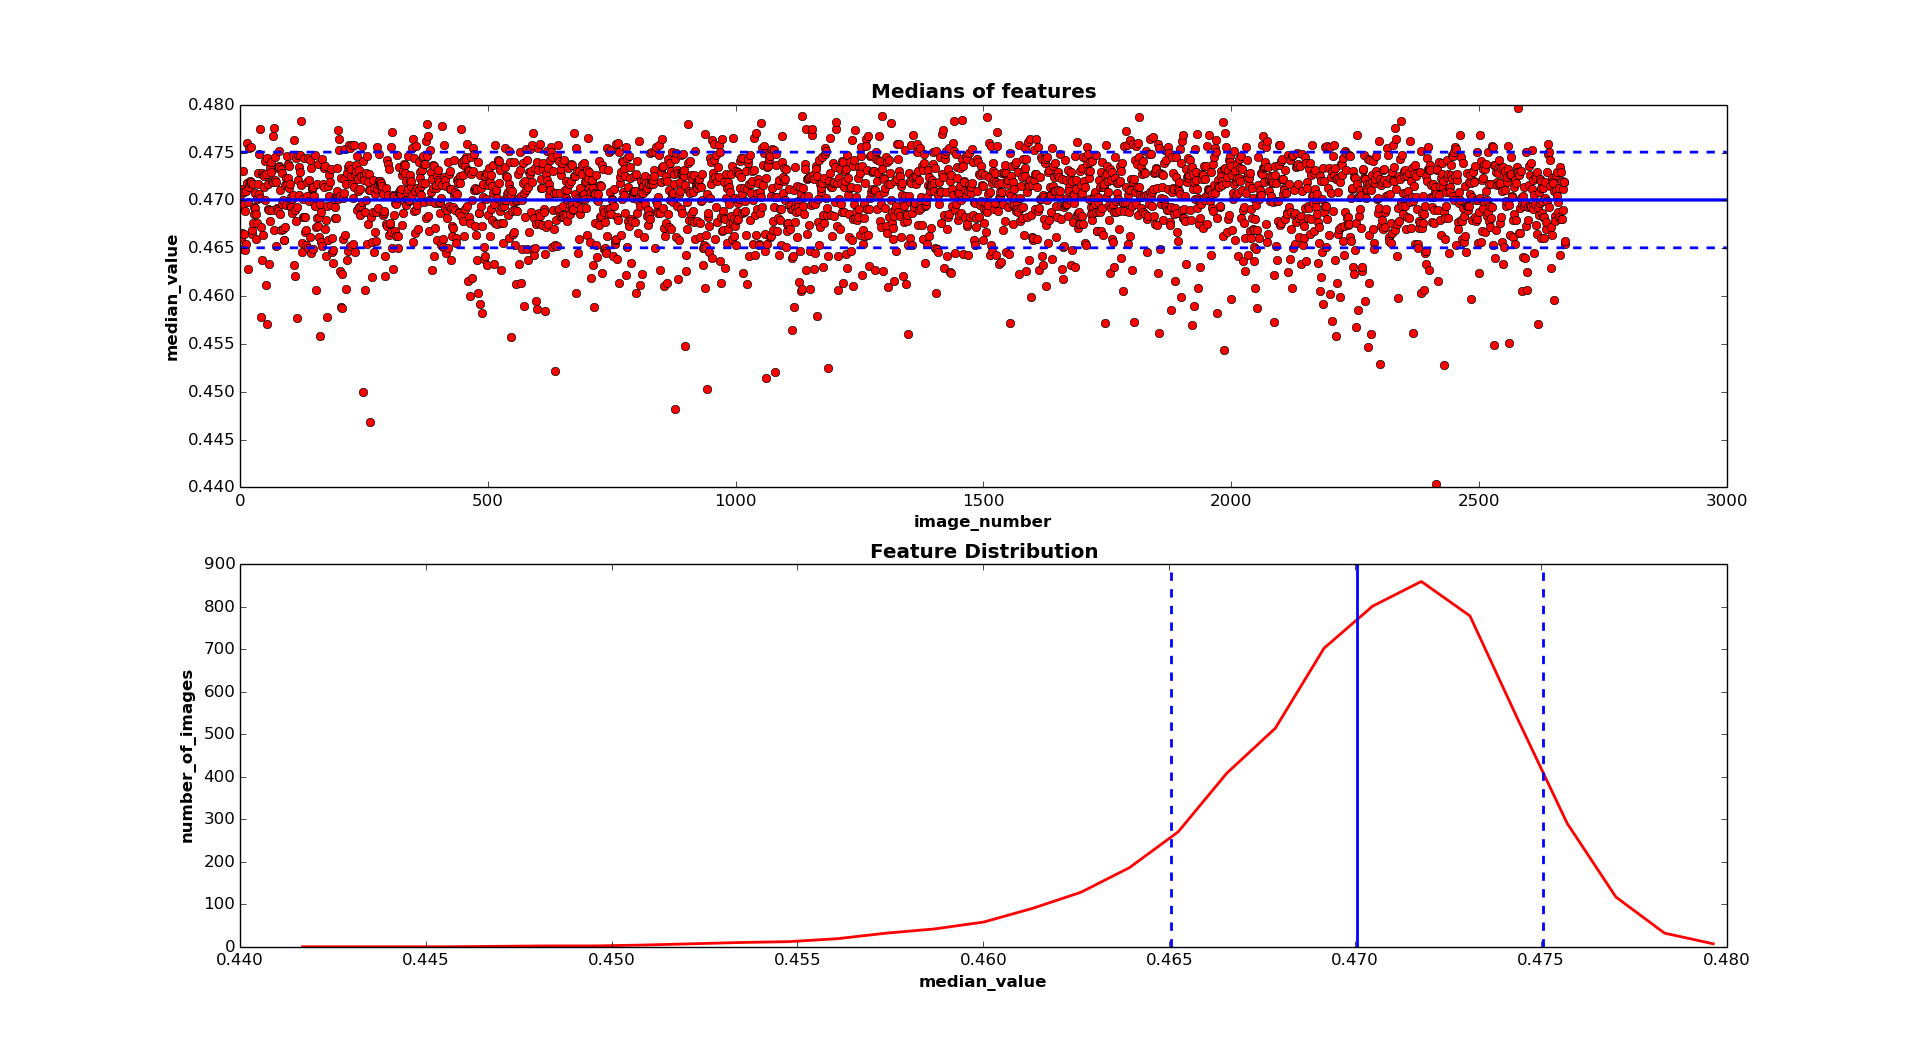 Medians of features
0.480
0.475
0.470
0.465
0.460
0.455
0.450
0.445
0.440
median_value
0 500 1000 1500 2000 2500 3000
image_number
Feature Distribution
900
800
700
600
500
400
300
200
100
0
number_of_images
0.440 0.445 0.450 0.455 0.460 0.465 0.470 0.475 0.480
median_value